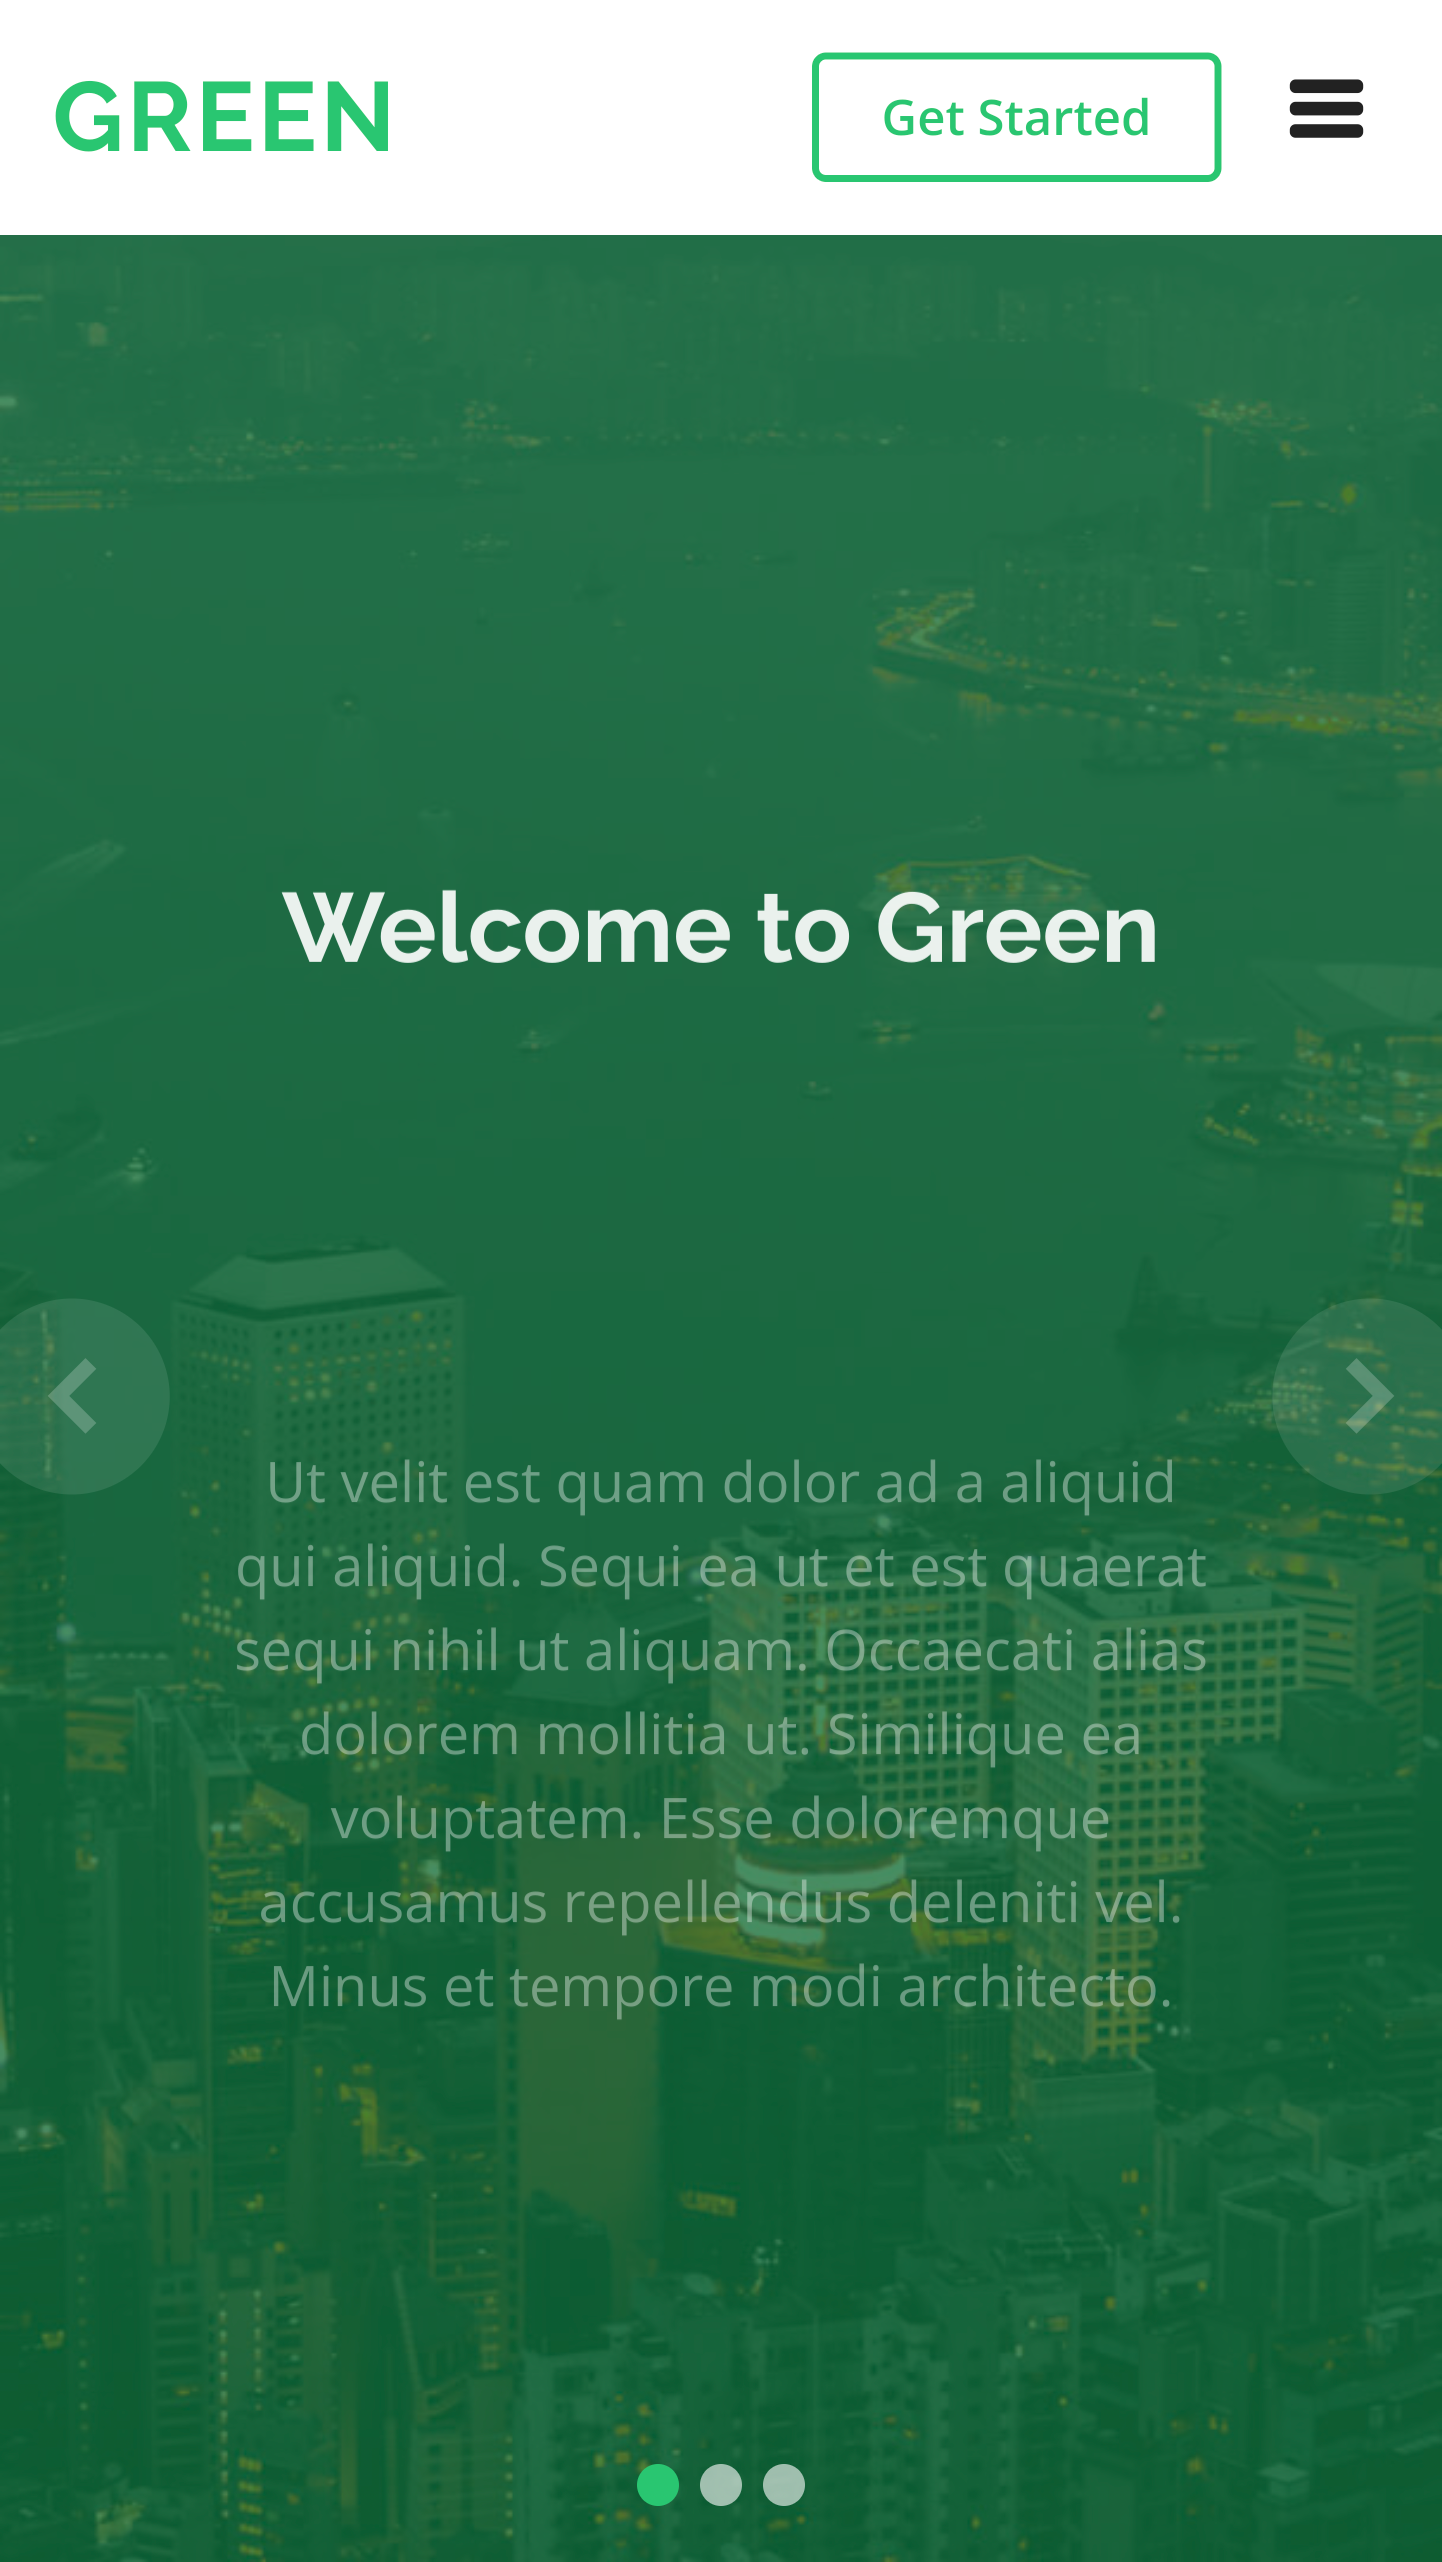 GREEN
Get Started
Welcome to Green
Ut velit est quam dolor ad a aliquid
qui aliquid. Sequi ea ut et est quaerat
sequi nihil ut aliquam. Occaecati alias
dolorem mollitia ut. Similique ea
voluptatem. Esse doloremque
accusamus repellendus deleniti vel.
Minus et tempore modi architecto.